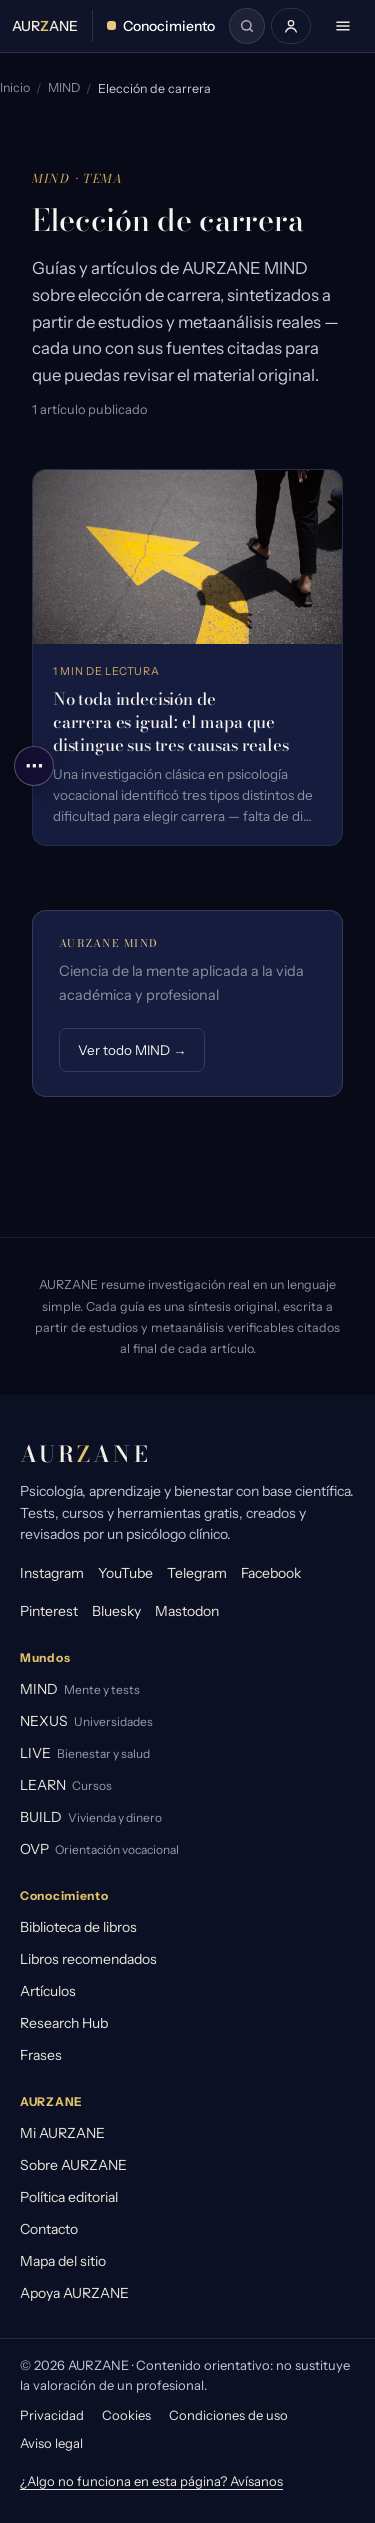 AURZANE
Conocimiento
Inicio / MIND / Elección de carrera
MIND · TEMA
Elección de carrera
Guías y artículos de AURZANE MIND
sobre elección de carrera, sintetizados a
partir de estudios y metaanálisis reales —
cada uno con sus fuentes citadas para
que puedas revisar el material original.
1 artículo publicado
1 MIN DE LECTURA
No toda indecisión de
carrera es igual: el mapa que
distingue sus tres causas reales
Una investigación clásica en psicología
vocacional identificó tres tipos distintos de
dificultad para elegir carrera — falta de di...
AURZANE MIND
Ciencia de la mente aplicada a la vida
académica y profesional
Ver todo MIND →
AURZANE resume investigación real en un lenguaje
simple. Cada guía es una síntesis original, escrita a
partir de estudios y metaanálisis verificables citados
al final de cada artículo.
AURZANE
Psicología, aprendizaje y bienestar con base científica.
Tests, cursos y herramientas gratis, creados y
revisados por un psicólogo clínico.
Instagram YouTube Telegram Facebook
Pinterest Bluesky Mastodon
Mundos
MIND Mente y tests
NEXUS Universidades
LIVE Bienestar y salud
LEARN Cursos
BUILD Vivienda y dinero
OVP Orientación vocacional
Conocimiento
Biblioteca de libros
Libros recomendados
Artículos
Research Hub
Frases
AURZANE
Mi AURZANE
Sobre AURZANE
Política editorial
Contacto
Mapa del sitio
Apoya AURZANE
© 2026 AURZANE · Contenido orientativo: no sustituye
la valoración de un profesional.
Privacidad Cookies Condiciones de uso
Aviso legal
¿Algo no funciona en esta página? Avísanos